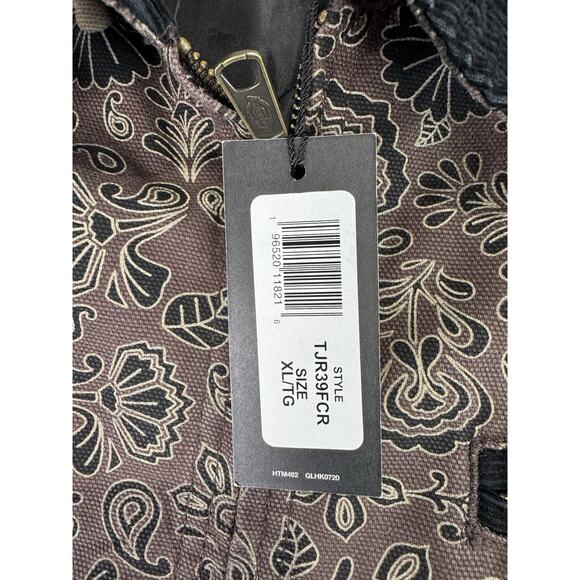 1 96520 11821 6
STYLE
TJR39FCR
SIZE
XL/TG
HTM482 GLHK0720